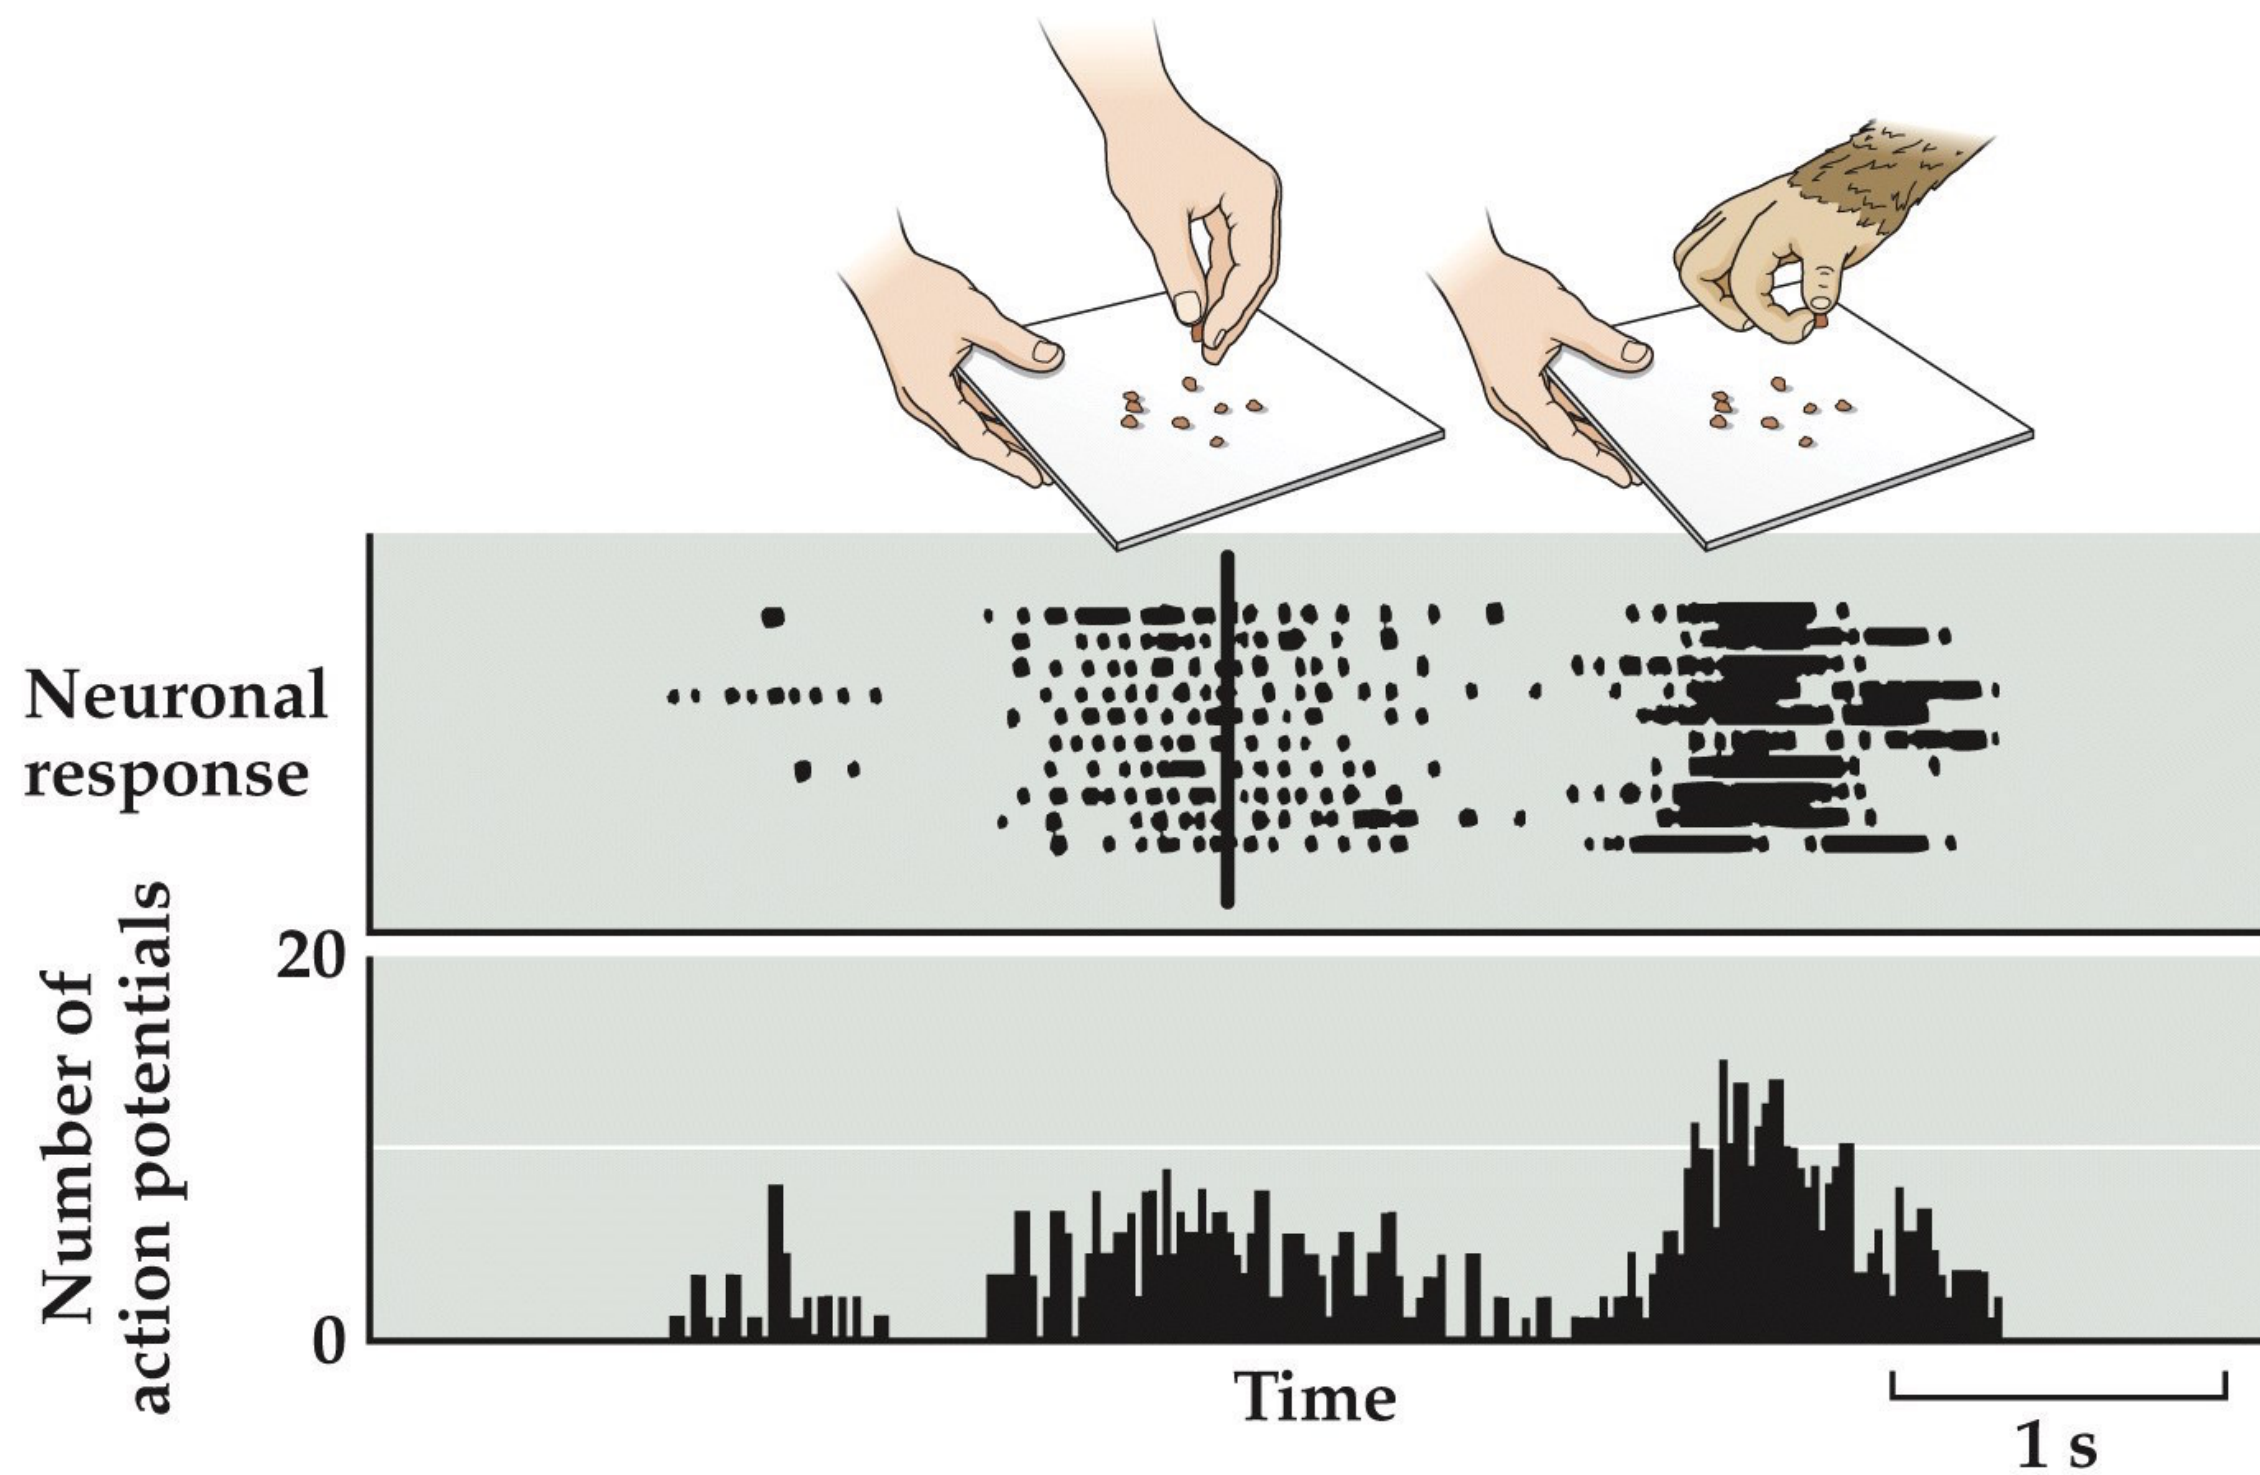 Neuronal
response
Number of
action potentials
20
0
Time
1 s